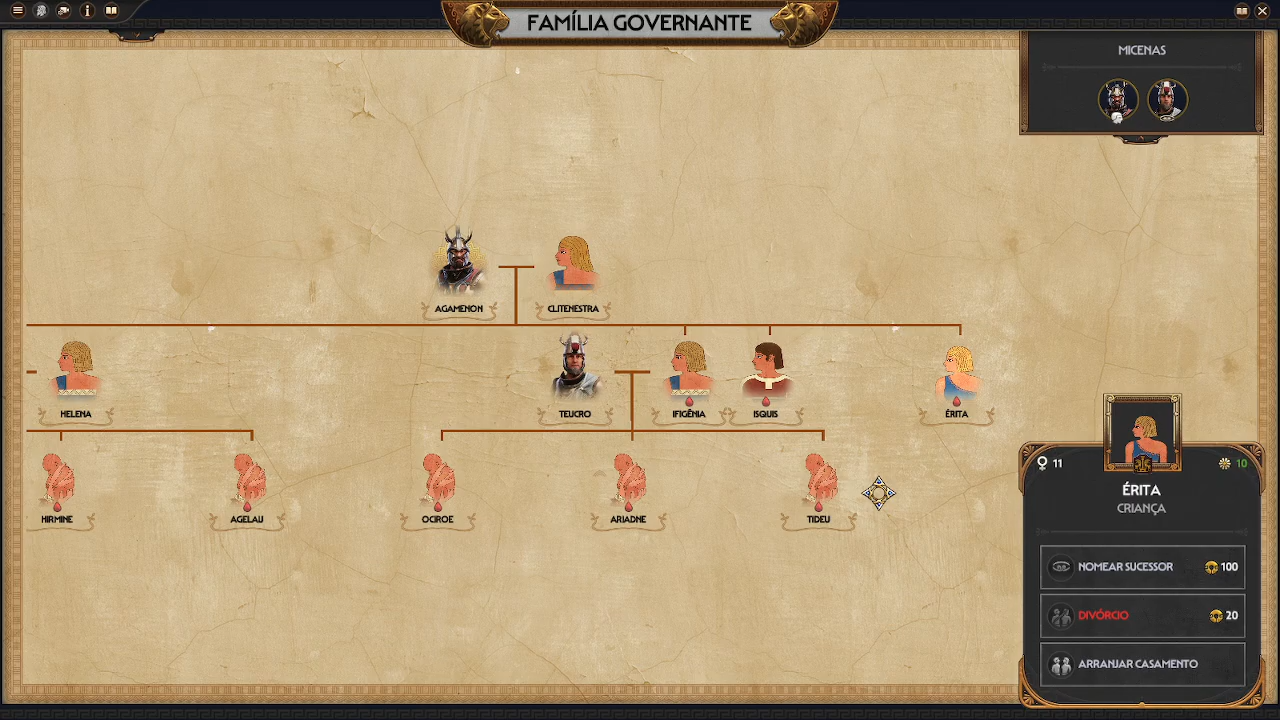 FAMÍLIA GOVERNANTE
MICENAS
AGAMENON
CLITENESTRA
HELENA
TEUCRO
IFIGÊNIA
ISQUIS
ÉRITA
HIRMINE
AGELAU
OCIROE
ARIADNE
TIDEU
11
10
ÉRITA
CRIANÇA
NOMEAR SUCESSOR 100
DIVÓRCIO 20
ARRANJAR CASAMENTO